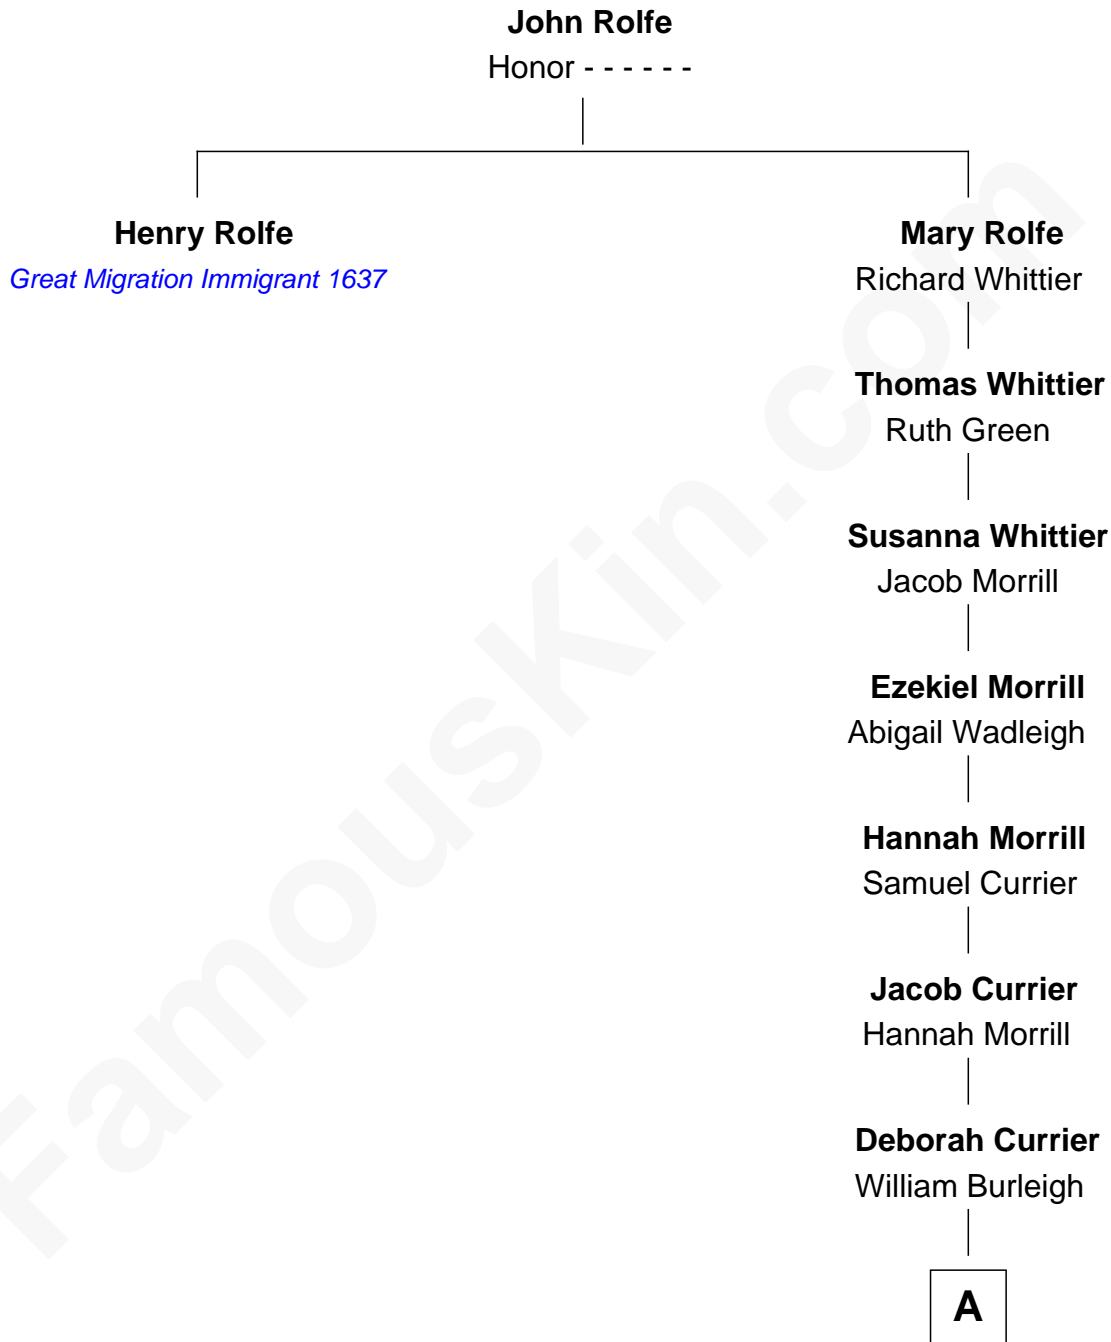 John Rolfe
Honor - - - - - -
Henry Rolfe
Great Migration Immigrant 1637
Mary Rolfe
Richard Whittier
Thomas Whittier
Ruth Green
Susanna Whittier
Jacob Morrill
Ezekiel Morrill
Abigail Wadleigh
Hannah Morrill
Samuel Currier
Jacob Currier
Hannah Morrill
Deborah Currier
William Burleigh
A
FamousKin.com